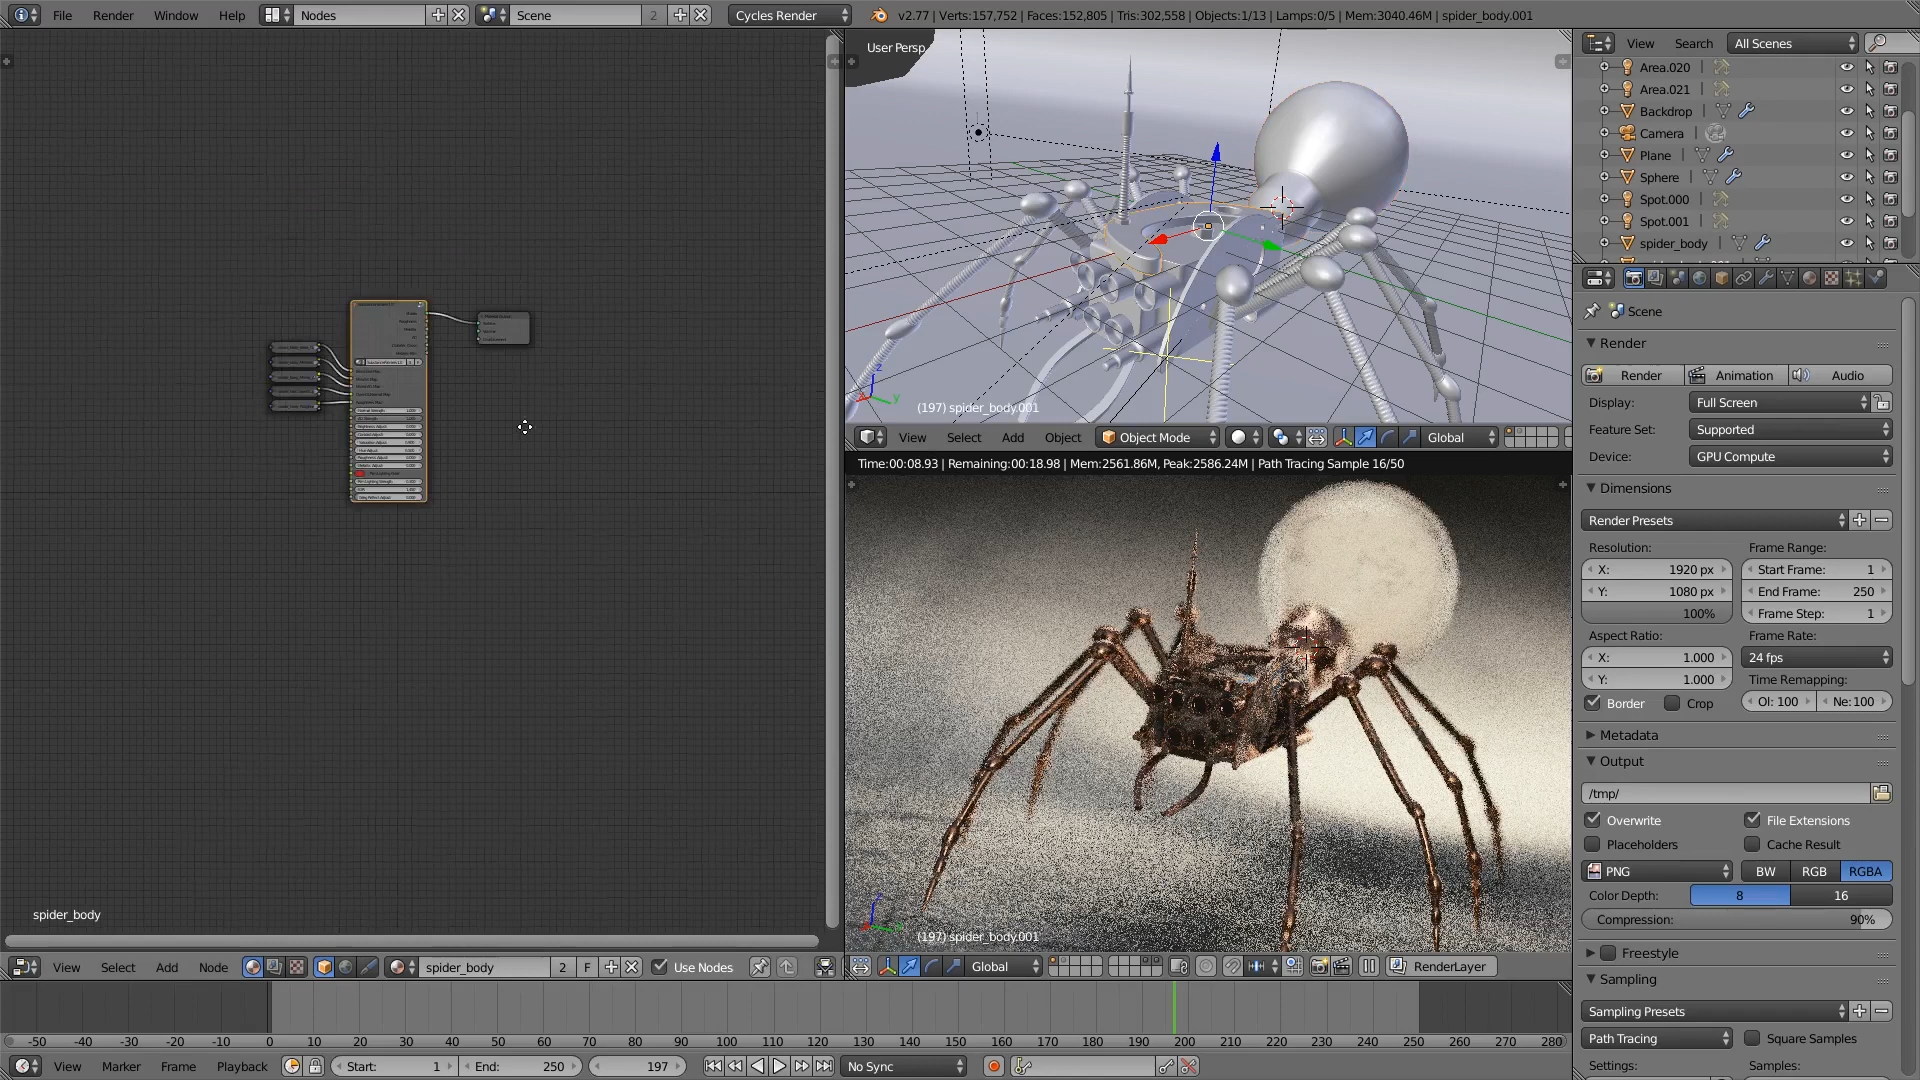 File Render Window Help Nodes Scene 2 Cycles Render v2.77 | Verts:157,752 | Faces:152,805 | Tris:302,558 | Objects:1/13 | Lamps:0/5 | Mem:3040.46M | spider_body.001
User Persp
(197) spider_body.001
View Select Add Object Object Mode Global
Time:00:08.93 | Remaining:00:18.98 | Mem:2561.86M, Peak:2586.24M | Path Tracing Sample 16/50
(197) spider_body.001
Global RenderLayer
spider_body
View Select Add Node spider_body 2 F Use Nodes
-50 -40 -30 -20 -10 0 10 20 30 40 50 60 70 80 90 100 110 120 130 140 150 160 170 180 190 200 210 220 230 240 250 260 270 280
View Marker Frame Playback Start: 1 End: 250 197 No Sync
View Search All Scenes
Area.020
Area.021
Backdrop
Camera
Plane
Sphere
Spot.000
Spot.001
spider_body
Scene
Render
Render Animation Audio
Display: Full Screen
Feature Set: Supported
Device: GPU Compute
Dimensions
Render Presets
Resolution: Frame Range:
X: 1920 px Start Frame: 1
Y: 1080 px End Frame: 250
100% Frame Step: 1
Aspect Ratio: Frame Rate:
X: 1.000 24 fps
Y: 1.000 Time Remapping:
Border Crop Ol: 100 Ne:100
Metadata
Output
/tmp/
Overwrite File Extensions
Placeholders Cache Result
PNG BW RGB RGBA
Color Depth: 8 16
Compression: 90%
Freestyle
Sampling
Sampling Presets
Path Tracing Square Samples
Settings: Samples: